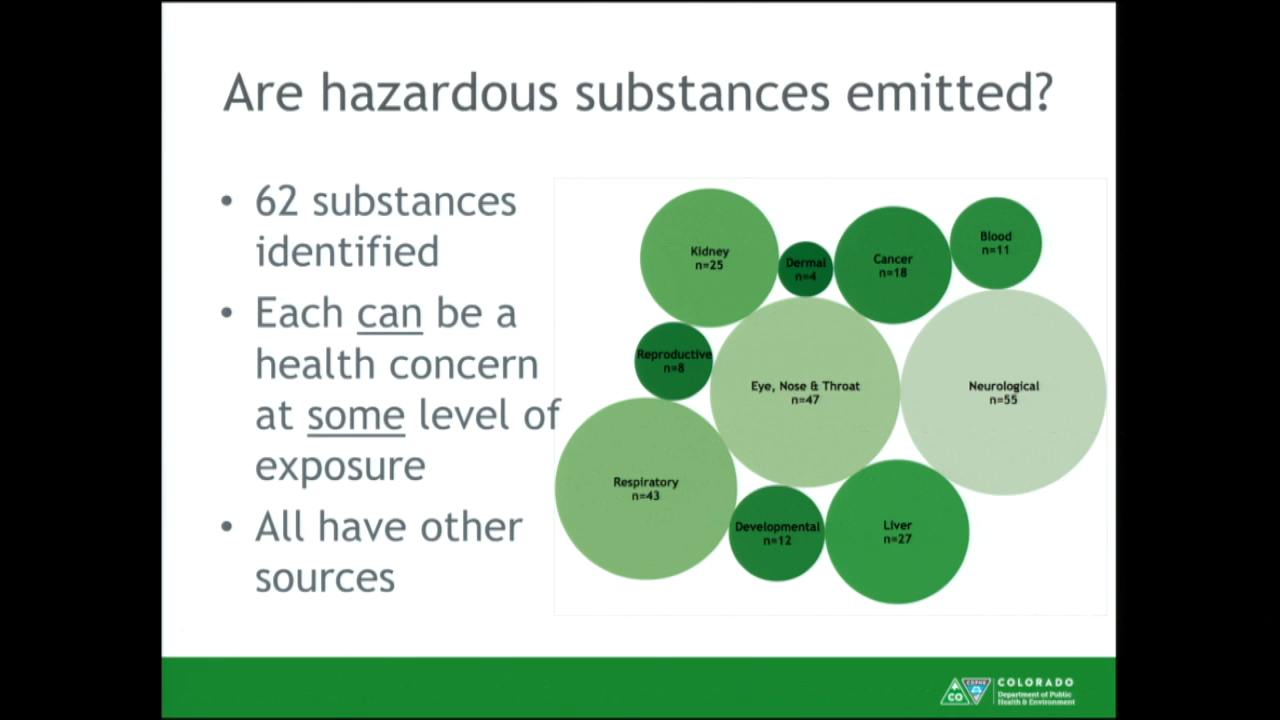 Are hazardous substances emitted?
• 62 substances
identified
• Each can be a
health concern
at some level of
exposure
• All have other
sources
Kidney
n=25
Dermal
n=4
Cancer
n=18
Blood
n=11
Reproductive
n=8
Eye, Nose & Throat
n=47
Neurological
n=55
Respiratory
n=43
Developmental
n=12
Liver
n=27
CO
CDPHE
COLORADO
Department of Public
Health & Environment